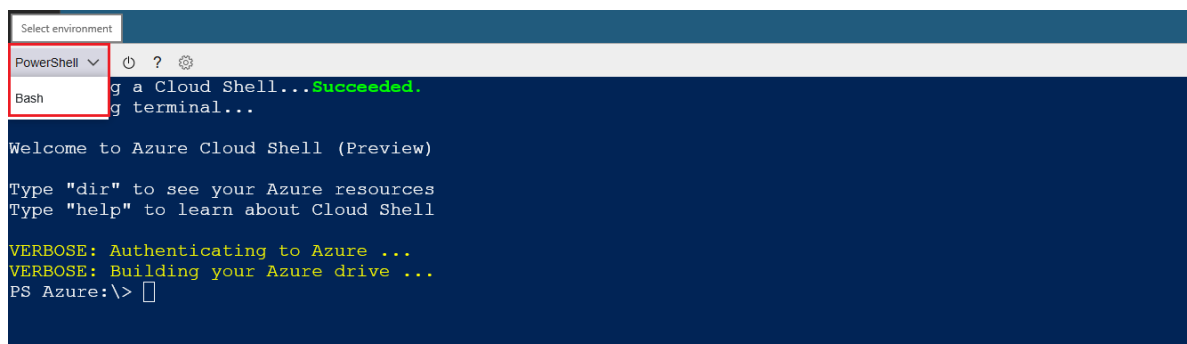 Select environment
PowerShell ?
g a Cloud Shell...Succeeded.
Bash
g terminal...
Welcome to Azure Cloud Shell (Preview)
Type "dir" to see your Azure resources
Type "help" to learn about Cloud Shell
VERBOSE: Authenticating to Azure ...
VERBOSE: Building your Azure drive ...
PS Azure:\>